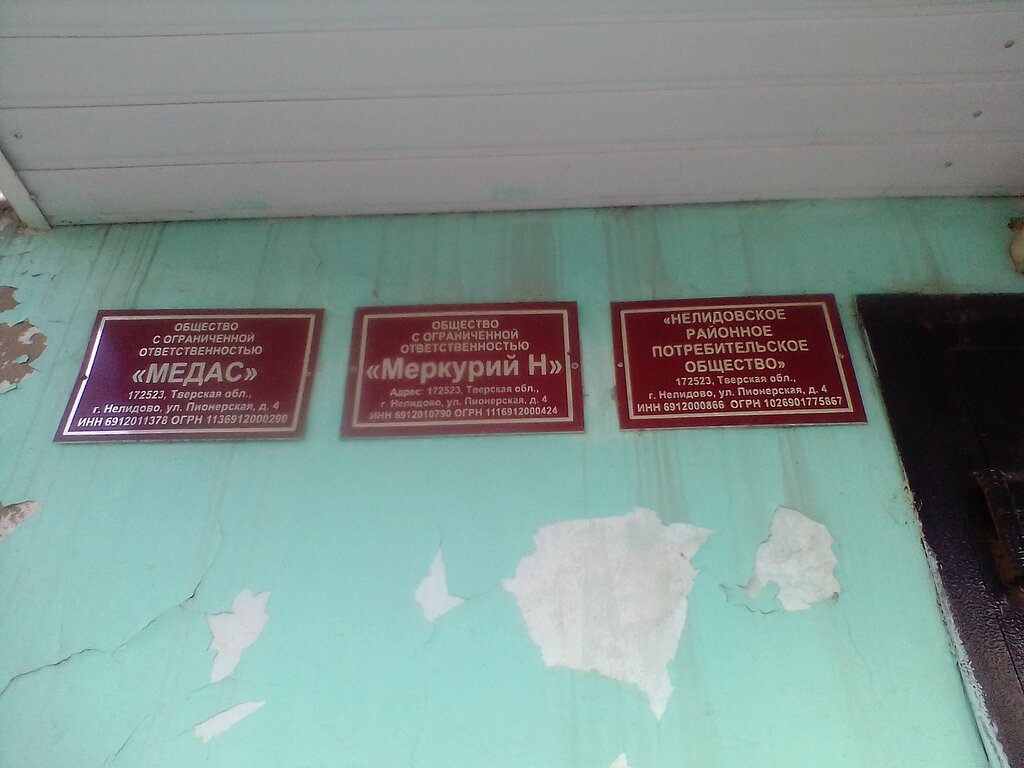 ОБЩЕСТВО
С ОГРАНИЧЕННОЙ
ОТВЕТСТВЕННОСТЬЮ
«МЕДАС»
172523, Тверская обл.,
г. Нелидово, ул. Пионерская, д. 4
ИНН 6912011378 ОГРН 1136912000290
ОБЩЕСТВО
С ОГРАНИЧЕННОЙ
ОТВЕТСТВЕННОСТЬЮ
«Меркурий Н»
Адрес: 172523, Тверская обл.,
г. Нелидово, ул. Пионерская, д. 4
ИНН 6912010790 ОГРН 1116912000424
«НЕЛИДОВСКОЕ
РАЙОННОЕ
ПОТРЕБИТЕЛЬСКОЕ
ОБЩЕСТВО»
172523, Тверская обл.,
г. Нелидово, ул. Пионерская, д. 4
ИНН 6912000866 ОГРН 1026901775867